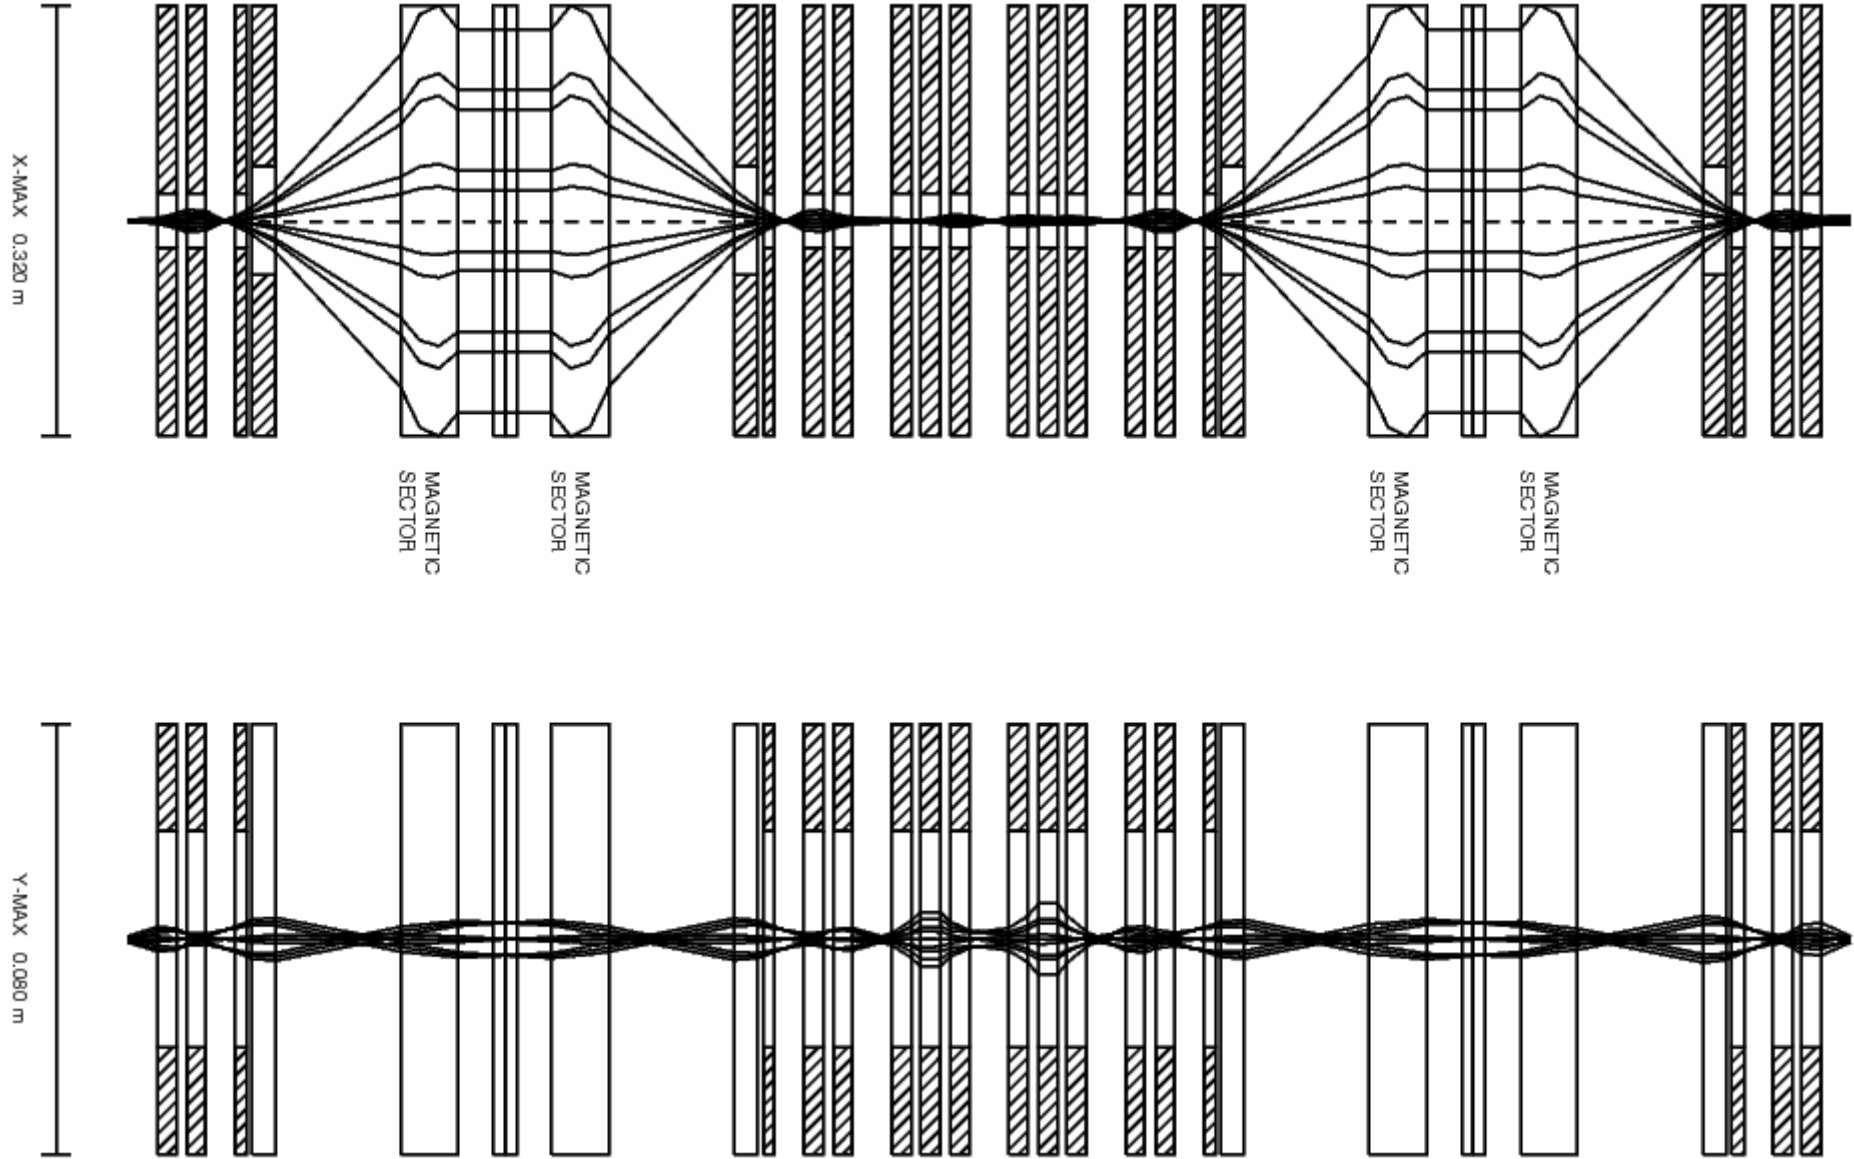 X-MAX 0.320 m
MAGNETIC
SECTOR
MAGNETIC
SECTOR
MAGNETIC
SECTOR
MAGNETIC
SECTOR
Y-MAX 0.080 m